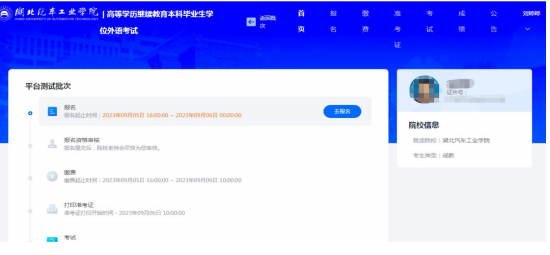 湖北汽车工业学院 | 高等学历继续教育本科毕业生学位外语考试
返回批次
首页
报名
缴费
准考证
考试
成绩
公告
平台测试批次
报名
报名起止时间：2023年09月05日 16:00:00 ~ 2023年09月06日 00:00:00
去报名
报名资格审核
报名提交后，院校老师会尽快为您审核。
缴费
缴费起止时间：2023年09月05日 16:00:00 ~ 2023年09月06日 10:00:00
打印准考证
准考证打印开始时间：2023年09月06日 10:00:00
考试
证件号：
院校信息
就读院校：湖北汽车工业学院
考生类型：函数